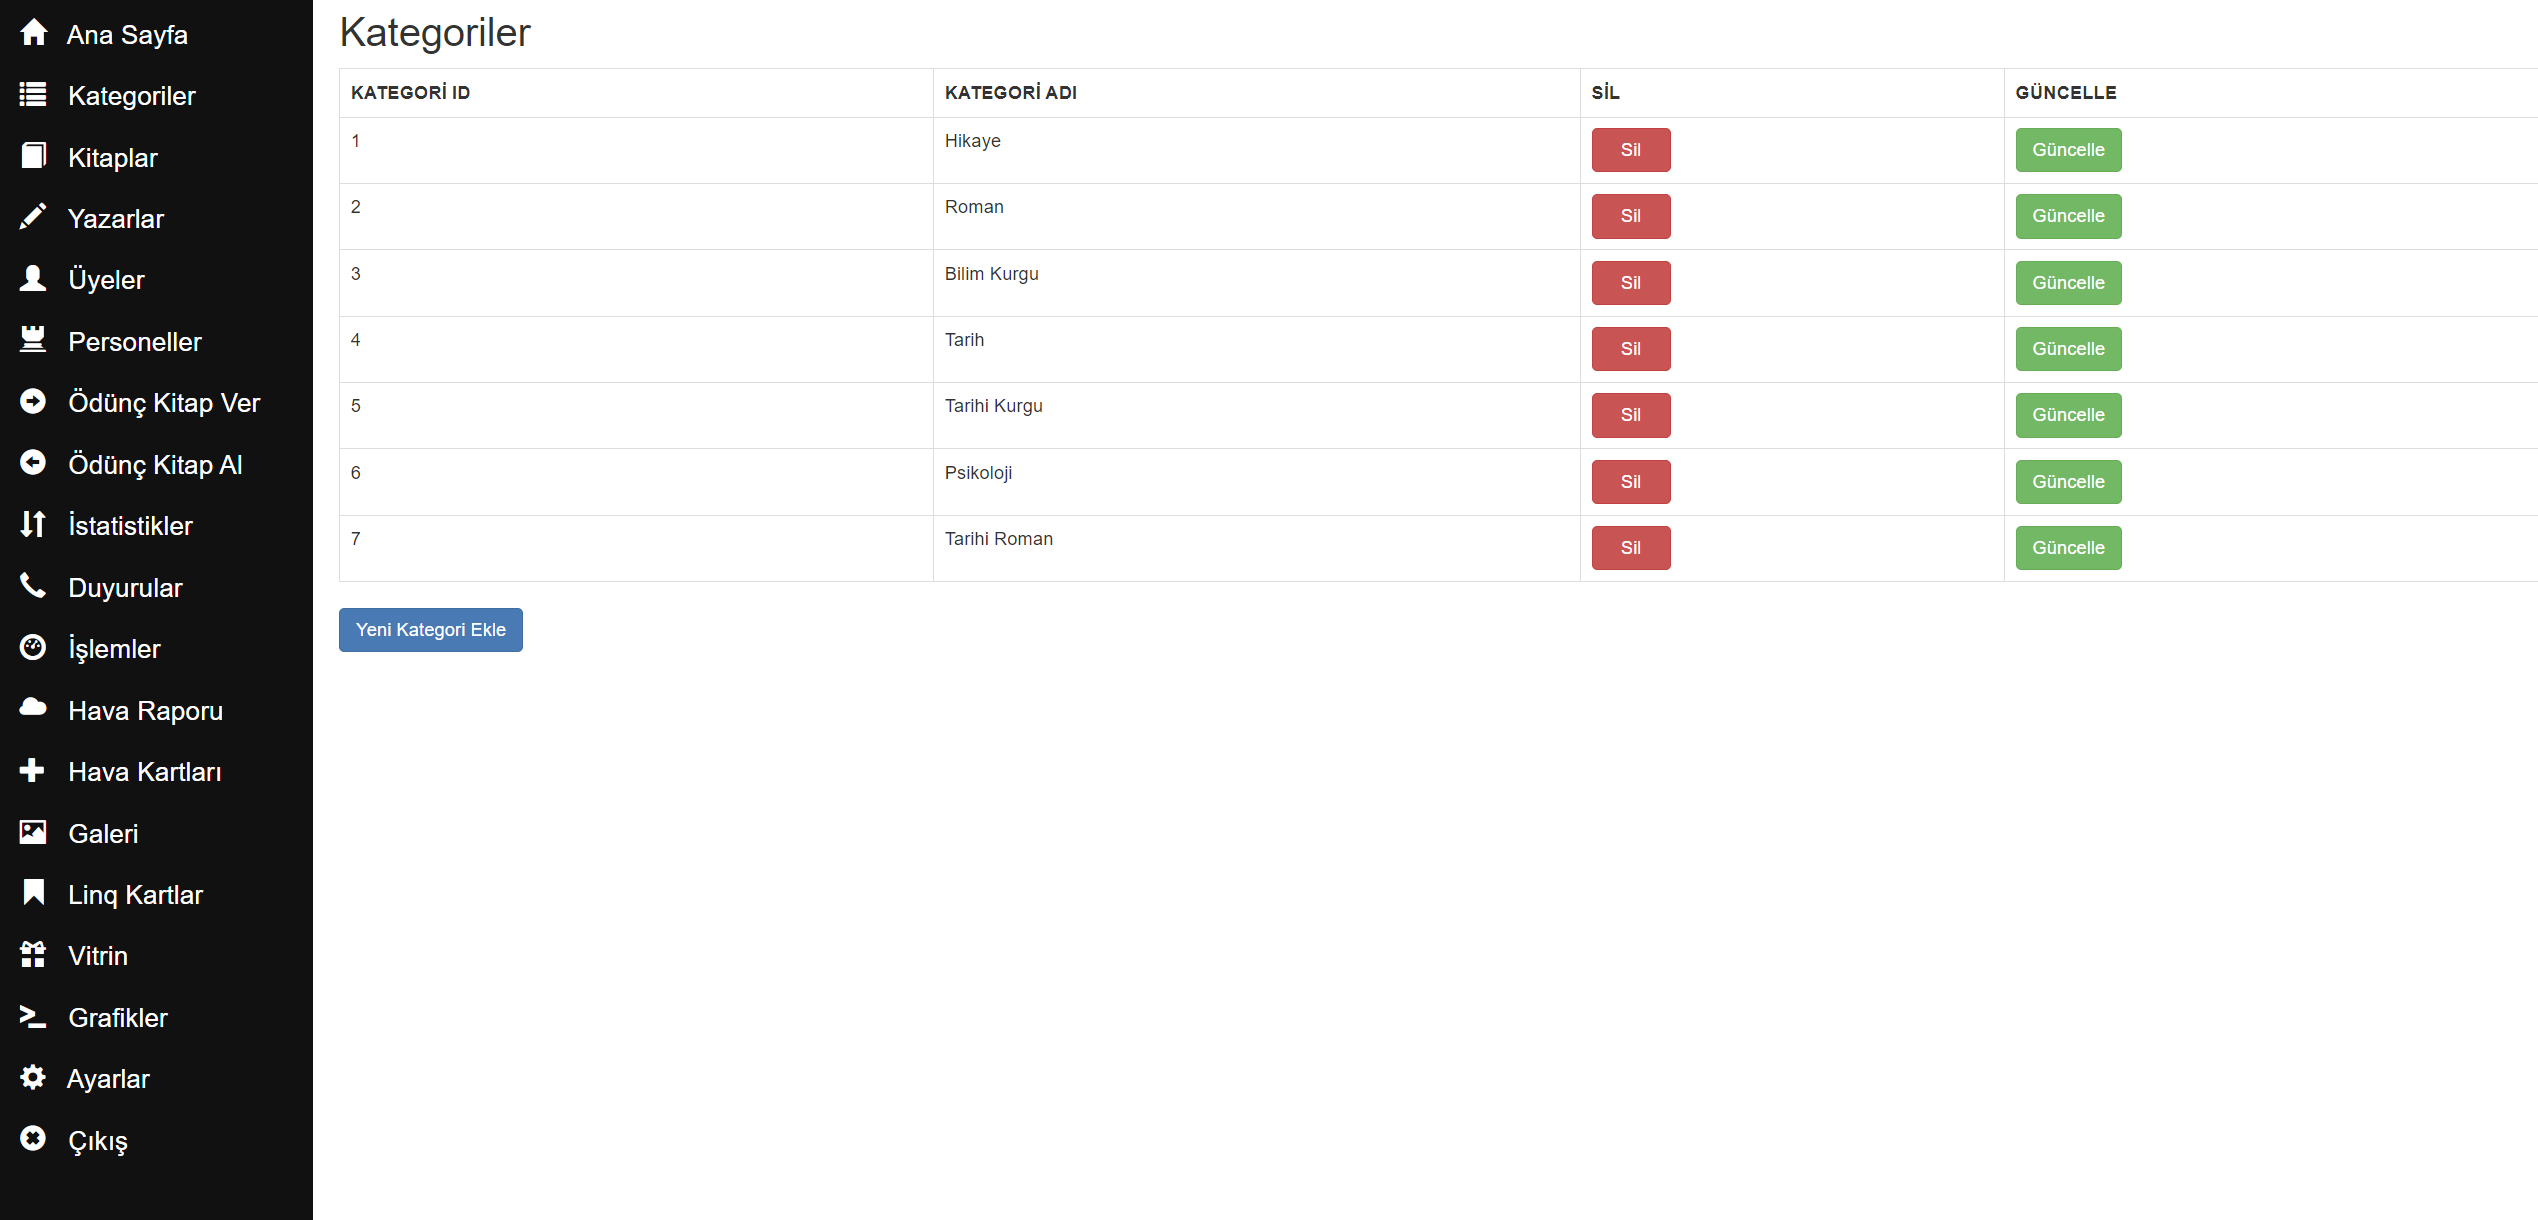 Ana Sayfa
Kategoriler
Kitaplar
Yazarlar
Üyeler
Personeller
Ödünç Kitap Ver
Ödünç Kitap Al
İstatistikler
Duyurular
İşlemler
Hava Raporu
Hava Kartları
Galeri
Linq Kartlar
Vitrin
Grafikler
Ayarlar
Çıkış
Kategoriler
KATEGORİ ID KATEGORİ ADI SİL GÜNCELLE
1 Hikaye Sil Güncelle
2 Roman Sil Güncelle
3 Bilim Kurgu Sil Güncelle
4 Tarih Sil Güncelle
5 Tarihi Kurgu Sil Güncelle
6 Psikoloji Sil Güncelle
7 Tarihi Roman Sil Güncelle
Yeni Kategori Ekle